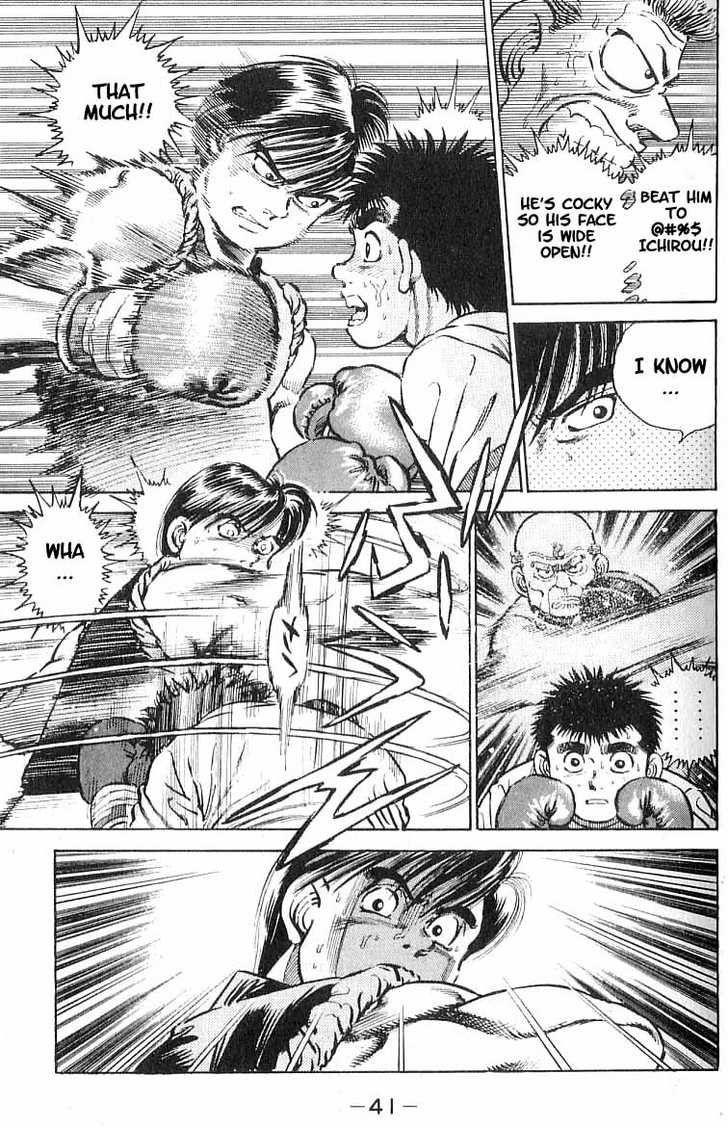 BEAT HIM
TO
@#%$
ICHIROU!!
HE'S COCKY
SO HIS FACE
IS WIDE
OPEN!!
I KNOW
...
THAT
MUCH!!
......
WHA
...
-41-